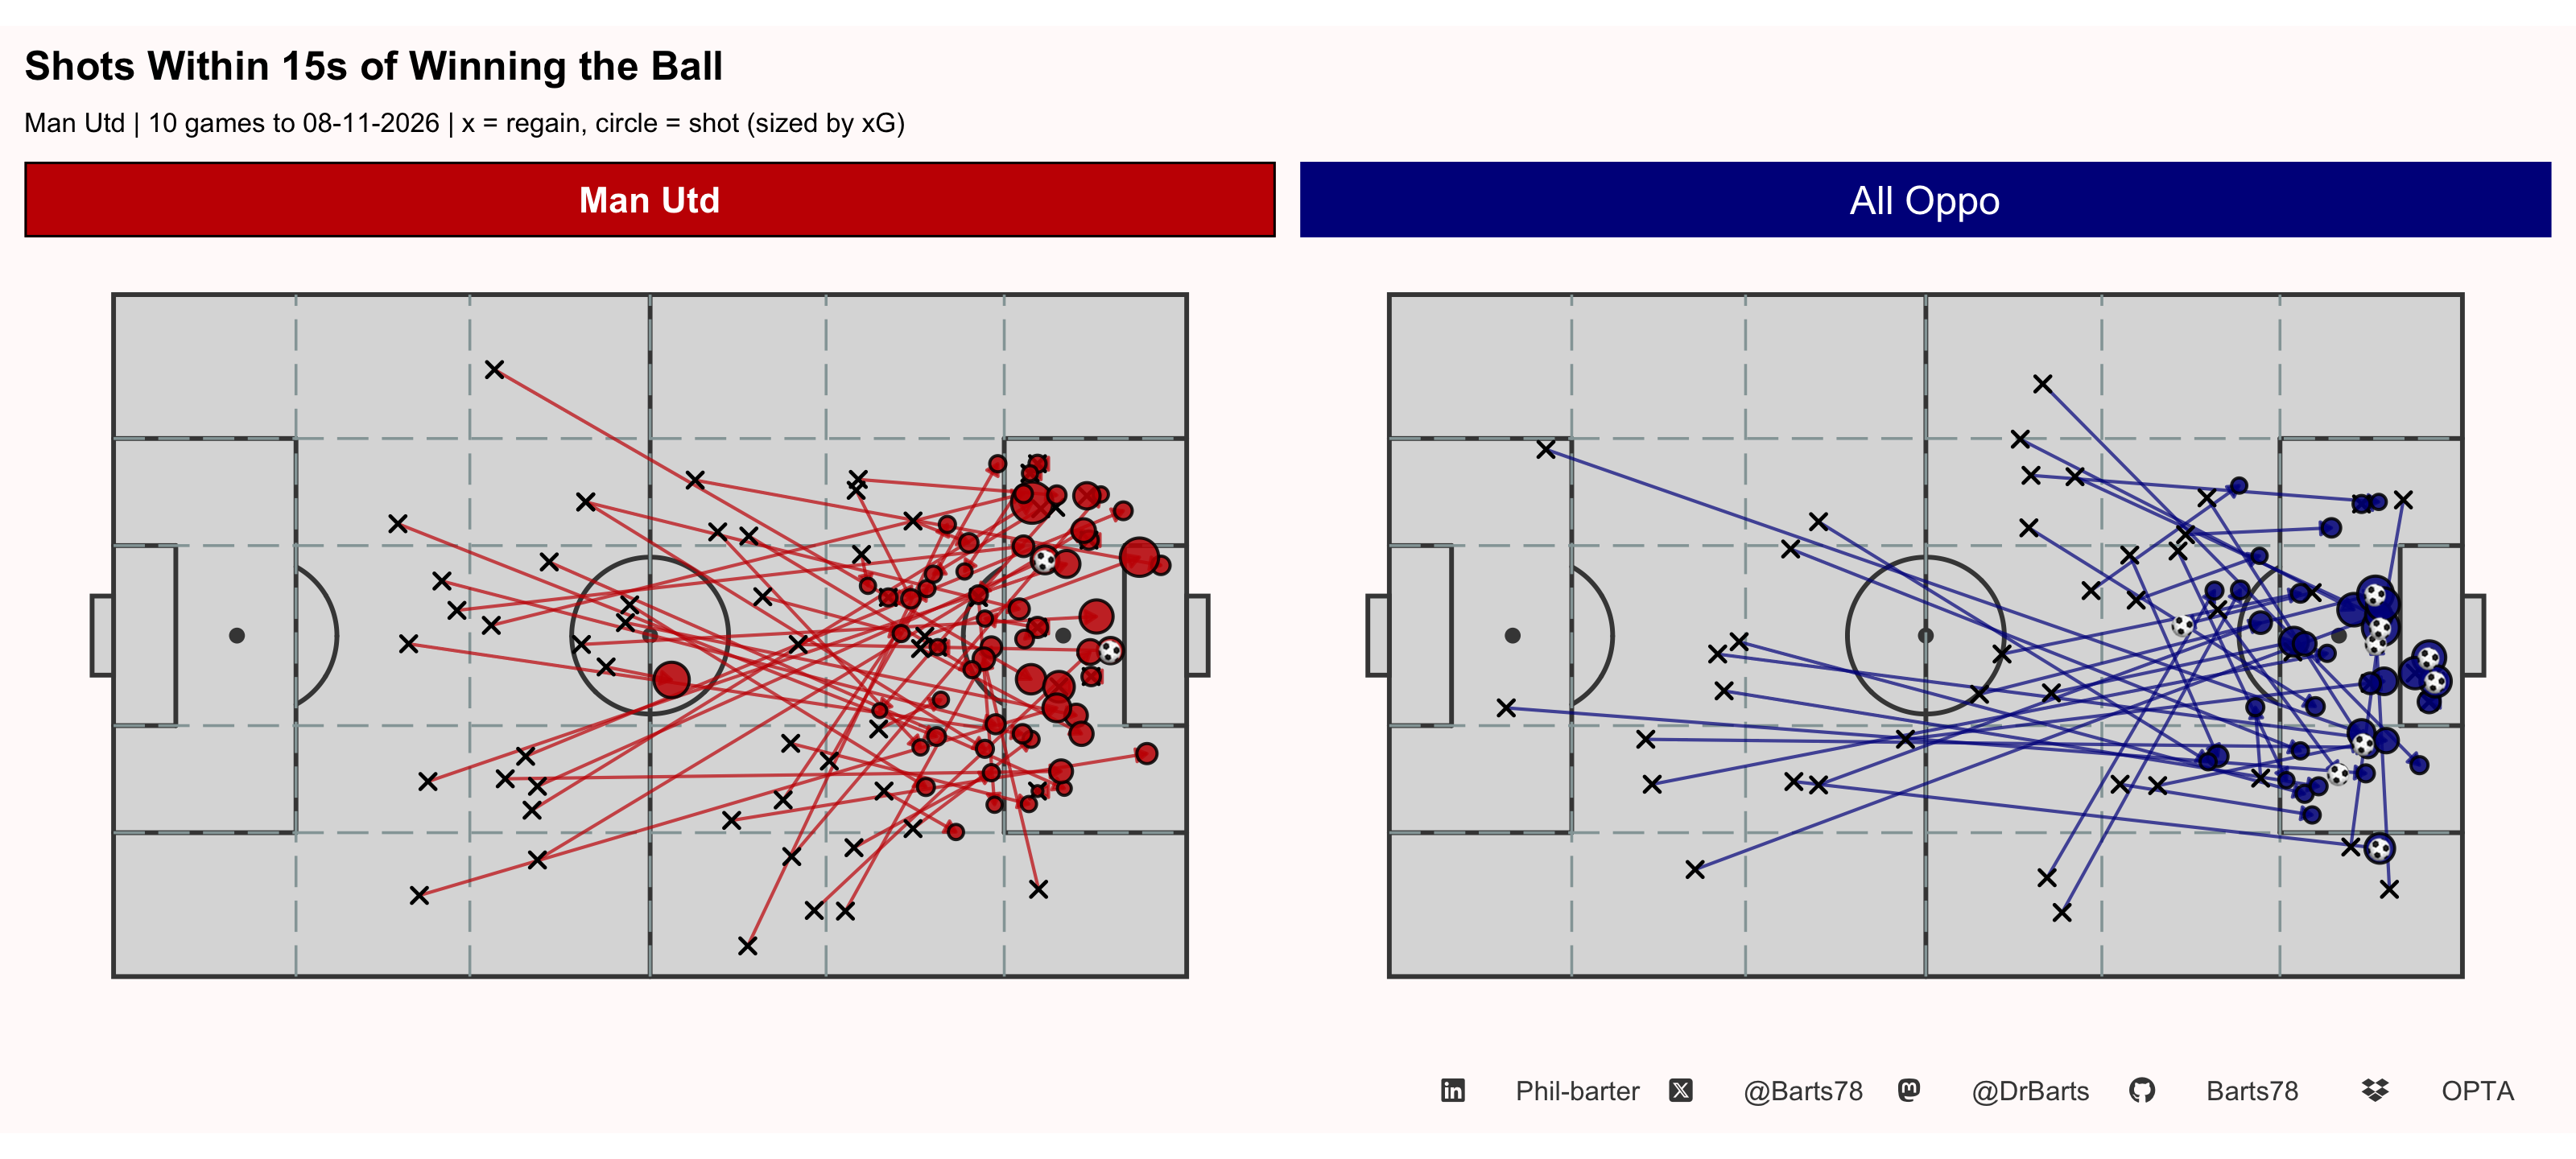 Shots Within 15s of Winning the Ball
Man Utd | 10 games to 08-11-2026 | x = regain, circle = shot (sized by xG)
Man Utd
All Oppo
Phil-barter @Barts78 @DrBarts Barts78 OPTA